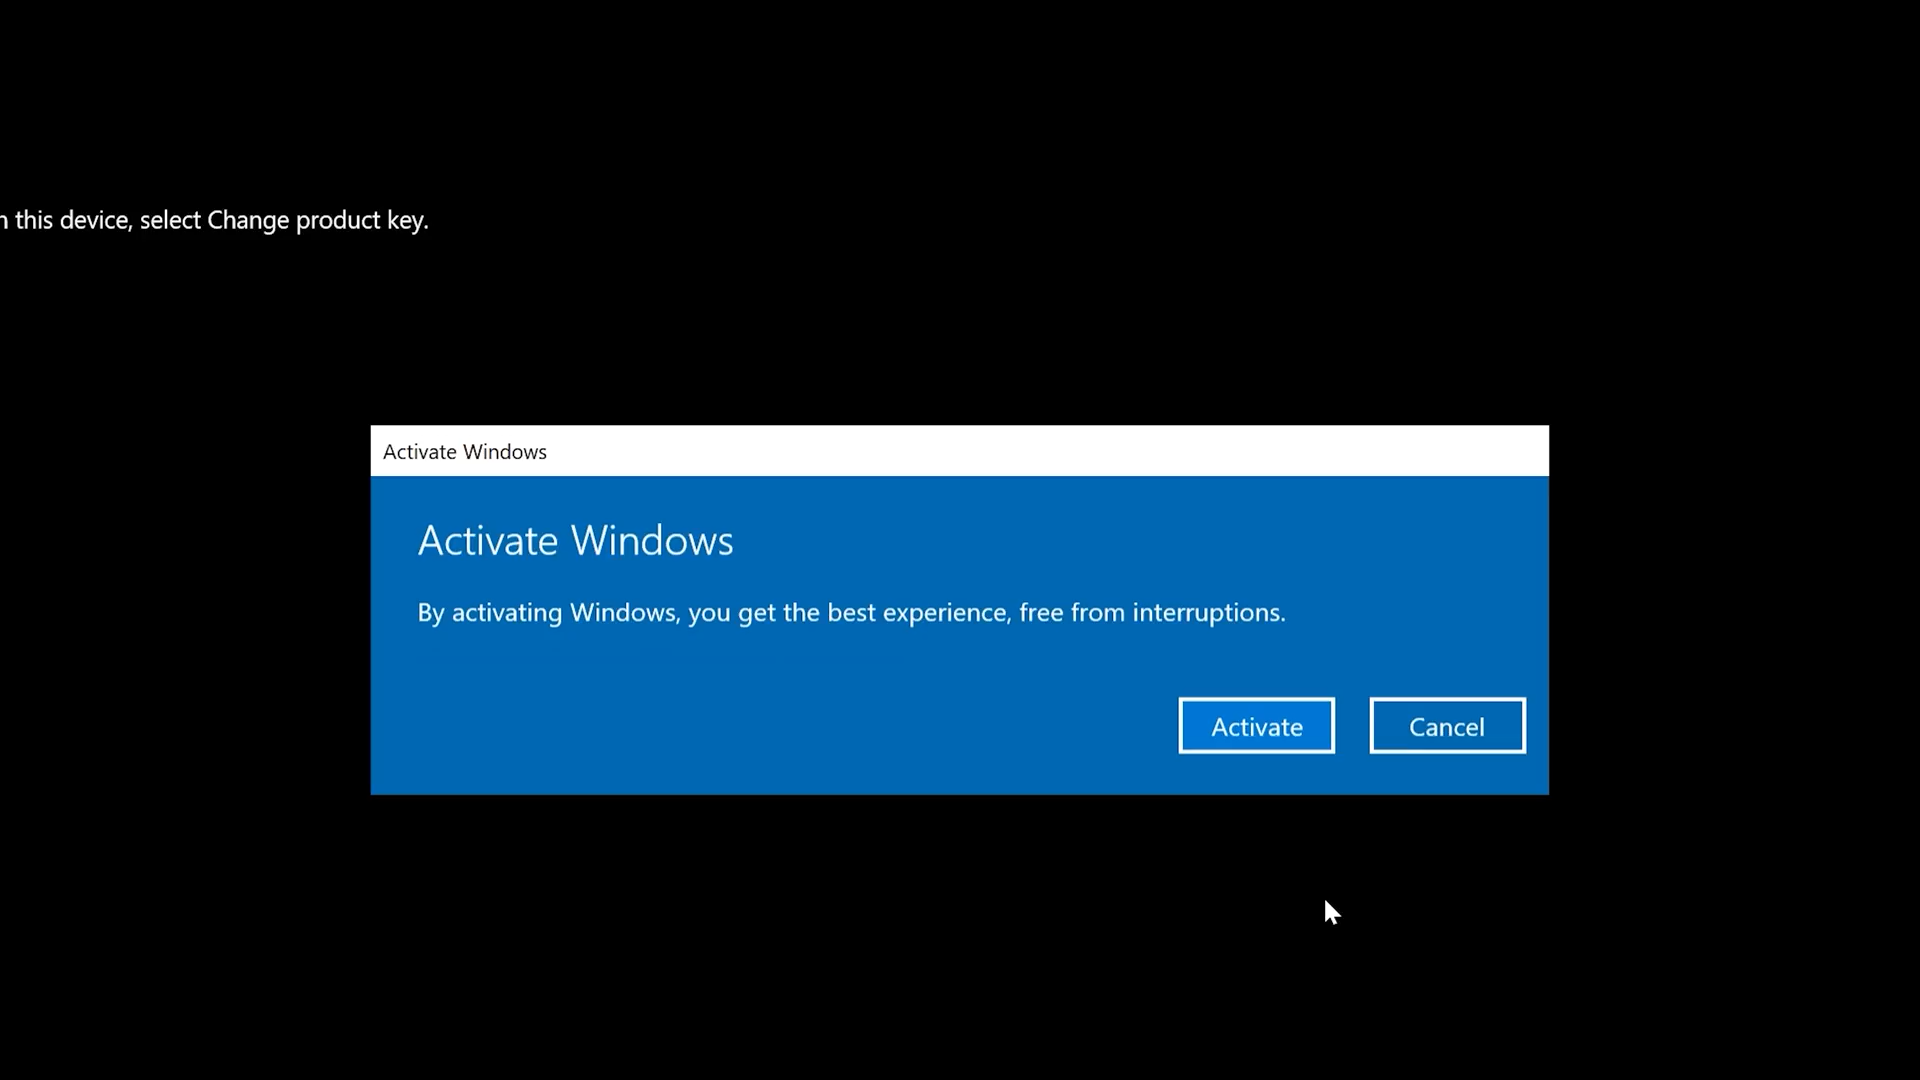 this device, select Change product key.
Activate Windows
Activate Windows
By activating Windows, you get the best experience, free from interruptions.
Activate
Cancel